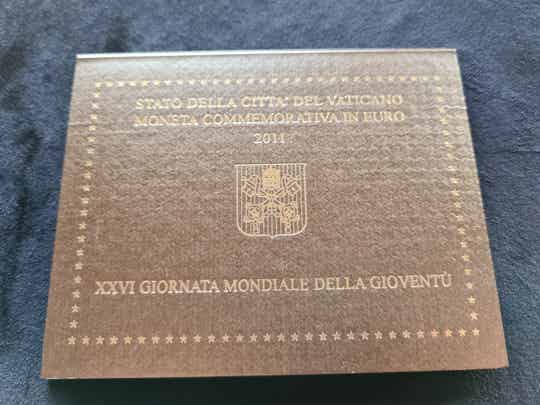 STATO DELLA CITTA' DEL VATICANO
MONETA COMMEMORATIVA IN EURO
2011
XXVI GIORNATA MONDIALE DELLA GIOVENTÙ